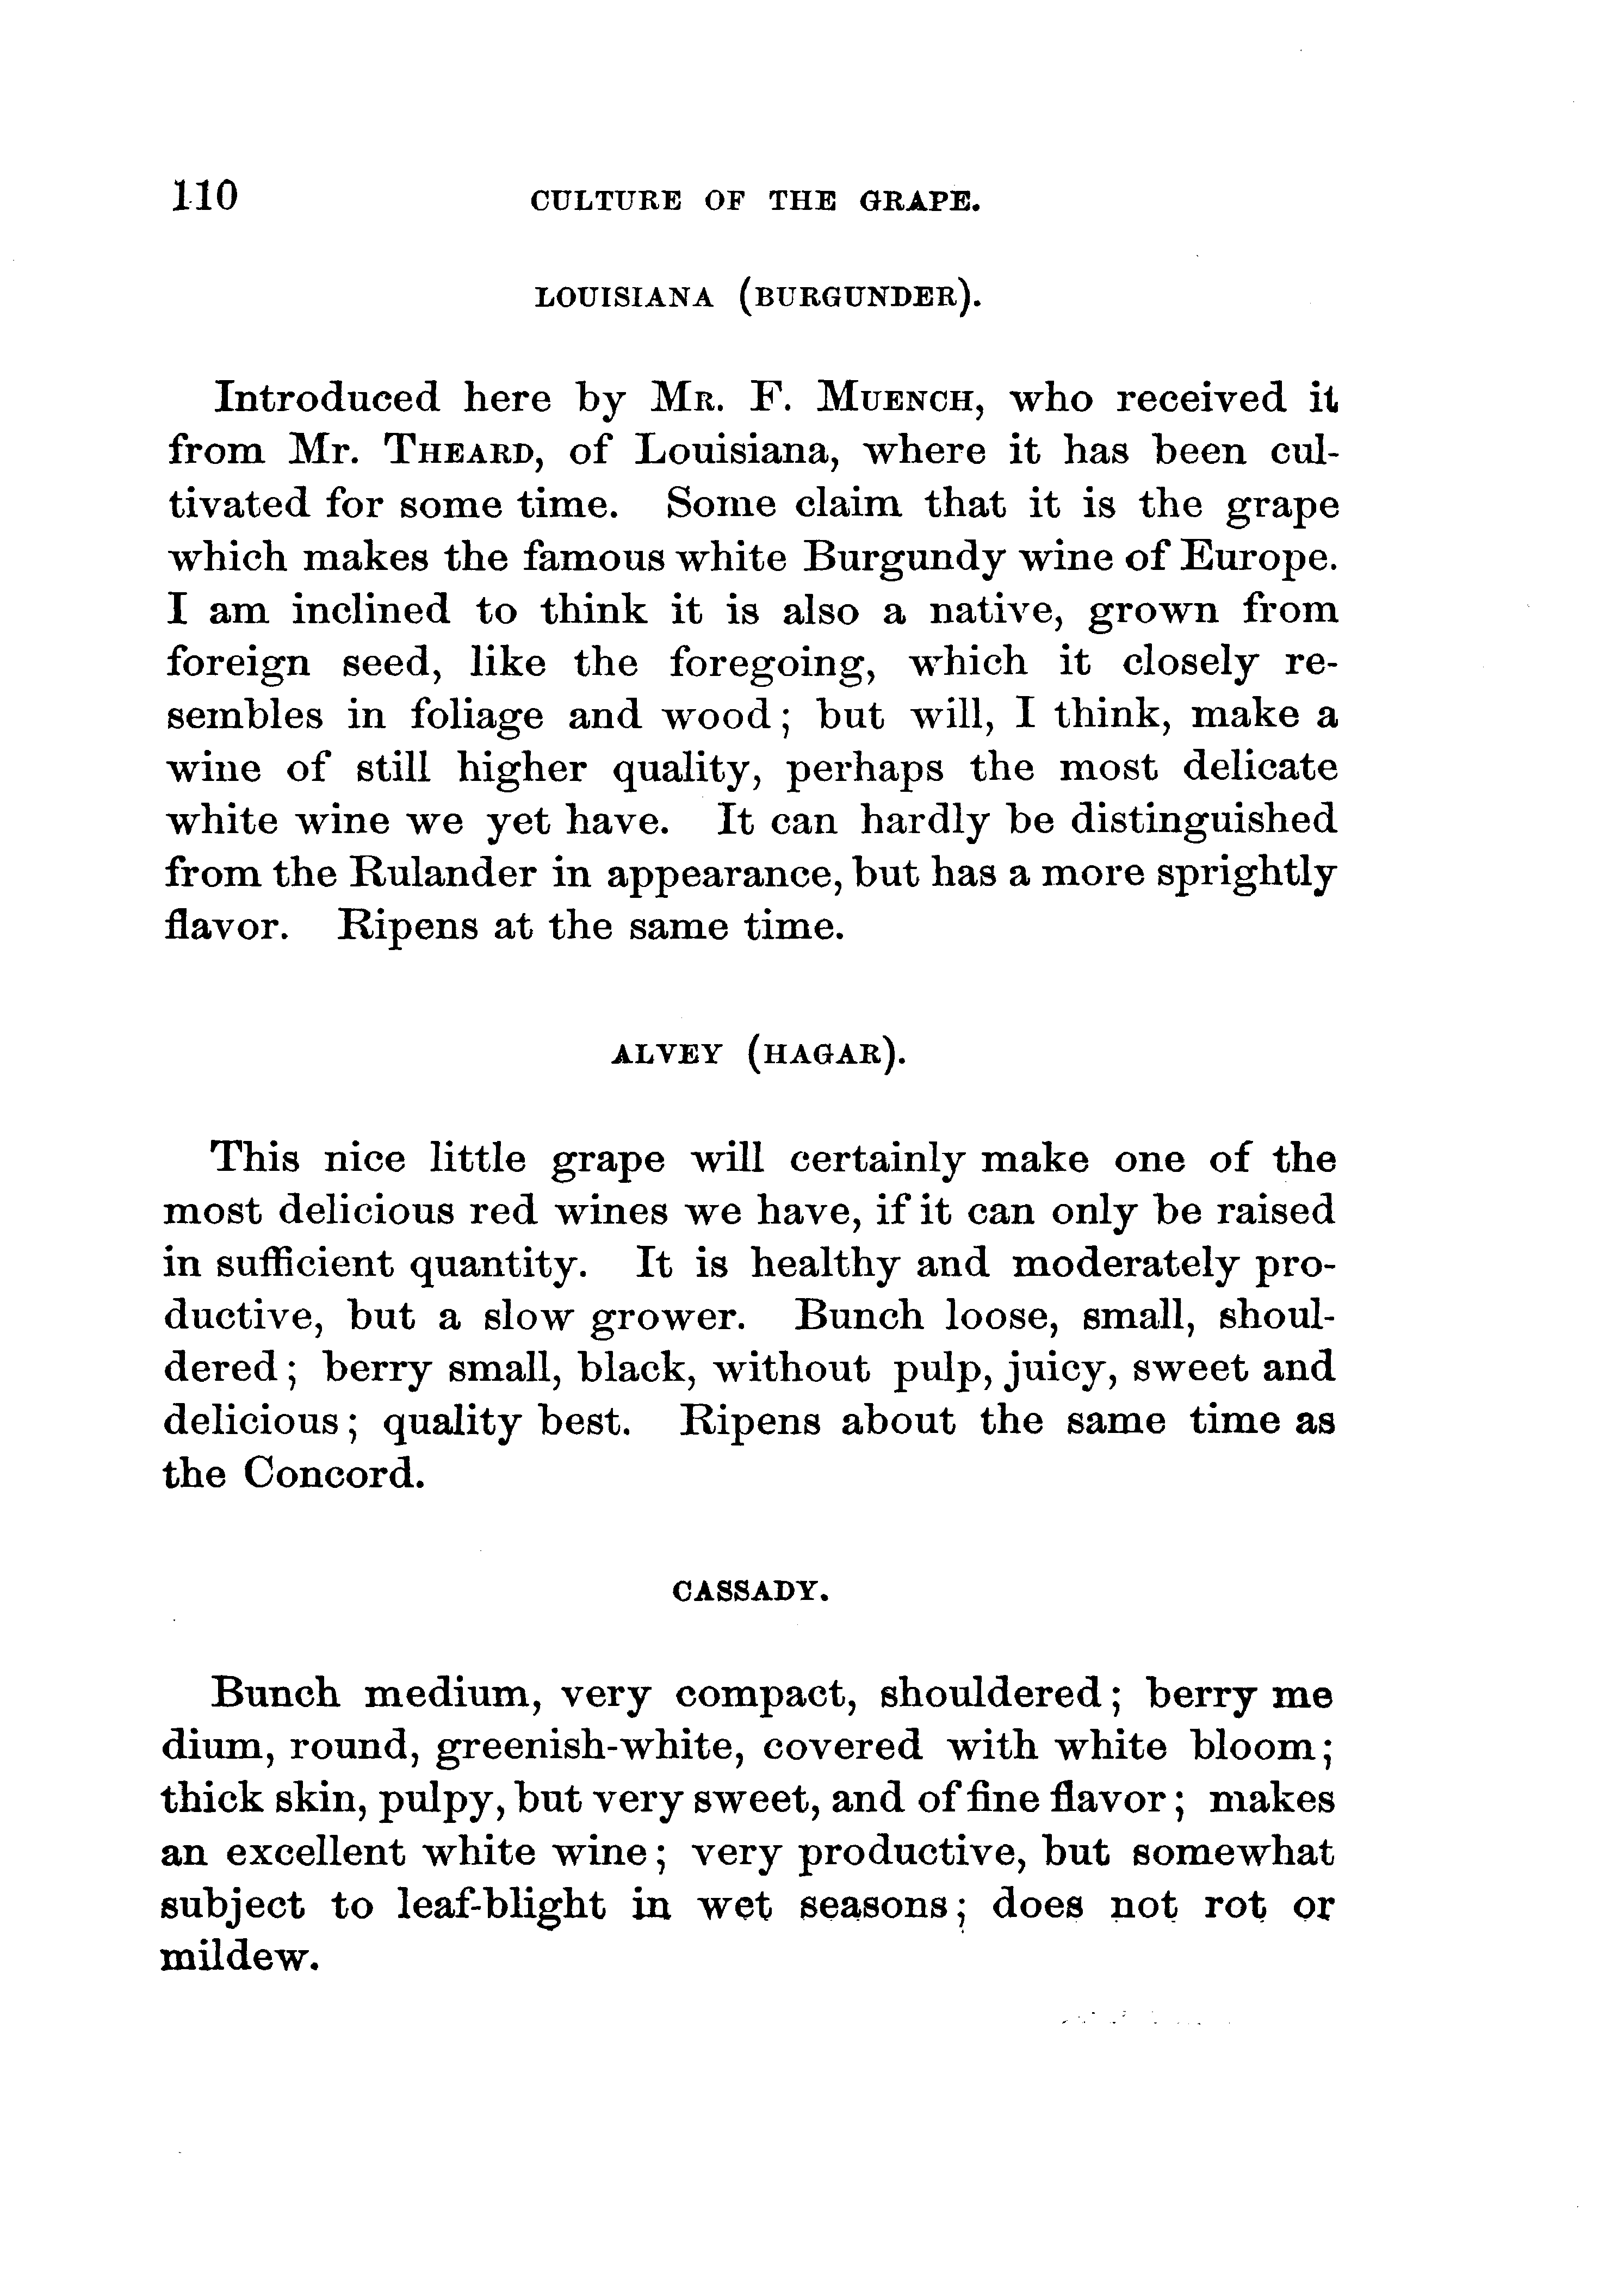 110 CULTURE OF THE GRAPE.
LOUISIANA (BURGUNDER).
Introduced here by MR. F. MUENCH, who received it
from Mr. THEARD, of Louisiana, where it has been cul-
tivated for some time. Some claim that it is the grape
which makes the famous white Burgundy wine of Europe.
I am inclined to think it is also a native, grown from
foreign seed, like the foregoing, which it closely re-
sembles in foliage and wood; but will, I think, make a
wine of still higher quality, perhaps the most delicate
white wine we yet have. It can hardly be distinguished
from the Rulander in appearance, but has a more sprightly
flavor. Ripens at the same time.
ALVEY (HAGAR).
This nice little grape will certainly make one of the
most delicious red wines we have, if it can only be raised
in sufficient quantity. It is healthy and moderately pro-
ductive, but a slow grower. Bunch loose, small, shoul-
dered; berry small, black, without pulp, juicy, sweet and
delicious; quality best. Ripens about the same time as
the Concord.
CASSADY.
Bunch medium, very compact, shouldered; berry me
dium, round, greenish-white, covered with white bloom;
thick skin, pulpy, but very sweet, and of fine flavor; makes
an excellent white wine; very productive, but somewhat
subject to leaf-blight in wet seasons; does not rot or
mildew.